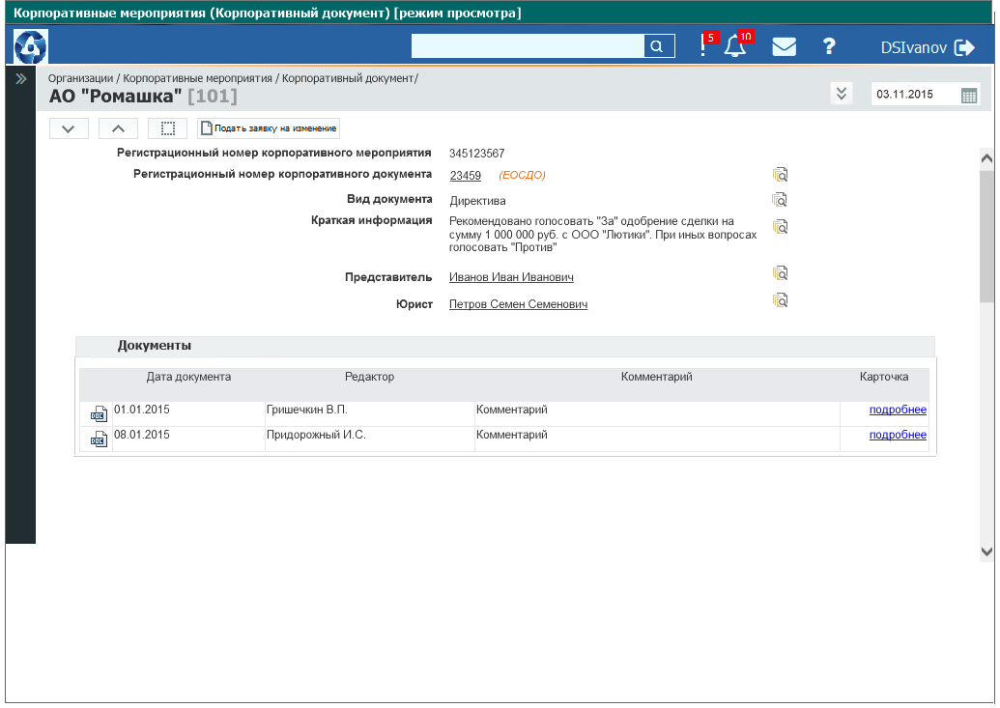 Корпоративные мероприятия (Корпоративный документ) [режим просмотра]
5 10 ? DSIvanov
Организации / Корпоративные мероприятия / Корпоративный документ/
АО "Ромашка" [101] 03.11.2015
Подать заявку на изменение
Регистрационный номер корпоративного мероприятия 345123567
Регистрационный номер корпоративного документа 23459 (ЕОСДО)
Вид документа Директива
Краткая информация Рекомендовано голосовать "За" одобрение сделки на
сумму 1 000 000 руб. с ООО "Лютики". При иных вопросах
голосовать "Против"
Представитель Иванов Иван Иванович
Юрист Петров Семен Семенович
Документы
Дата документа Редактор Комментарий Карточка
DOC 01.01.2015 Гришечкин В.П. Комментарий подробнее
DOC 08.01.2015 Придорожный И.С. Комментарий подробнее